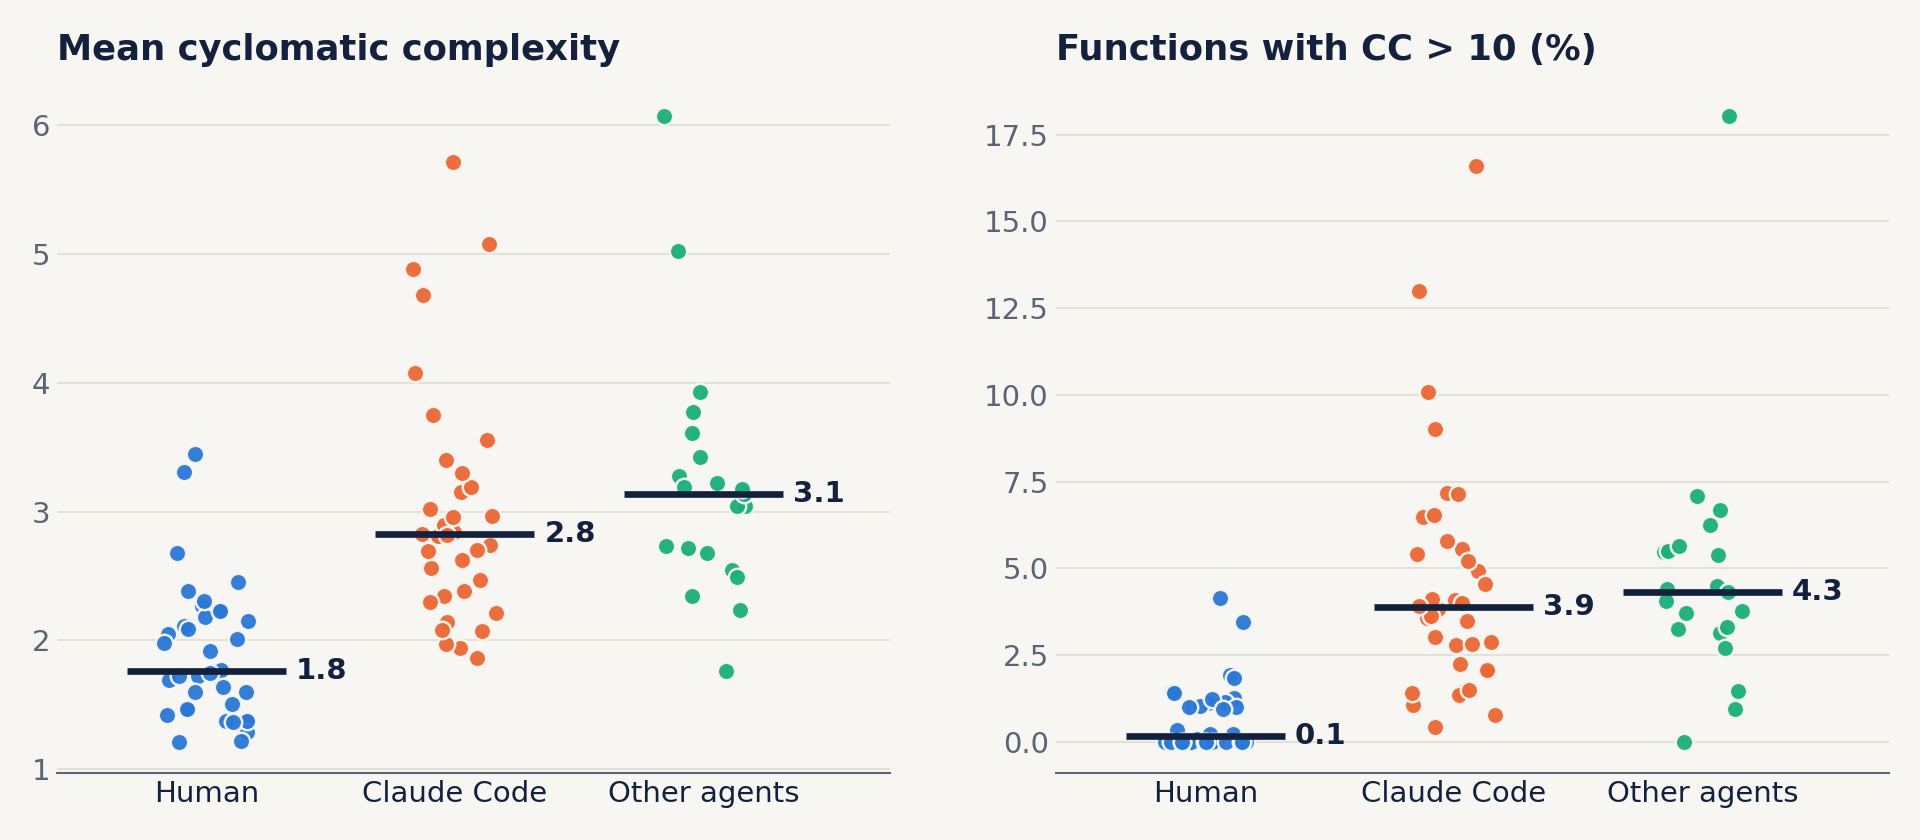 Mean cyclomatic complexity
6
5
4
3
2
1
1.8
2.8
3.1
Human
Claude Code
Other agents
Functions with CC > 10 (%)
17.5
15.0
12.5
10.0
7.5
5.0
2.5
0.0
0.1
3.9
4.3
Human
Claude Code
Other agents